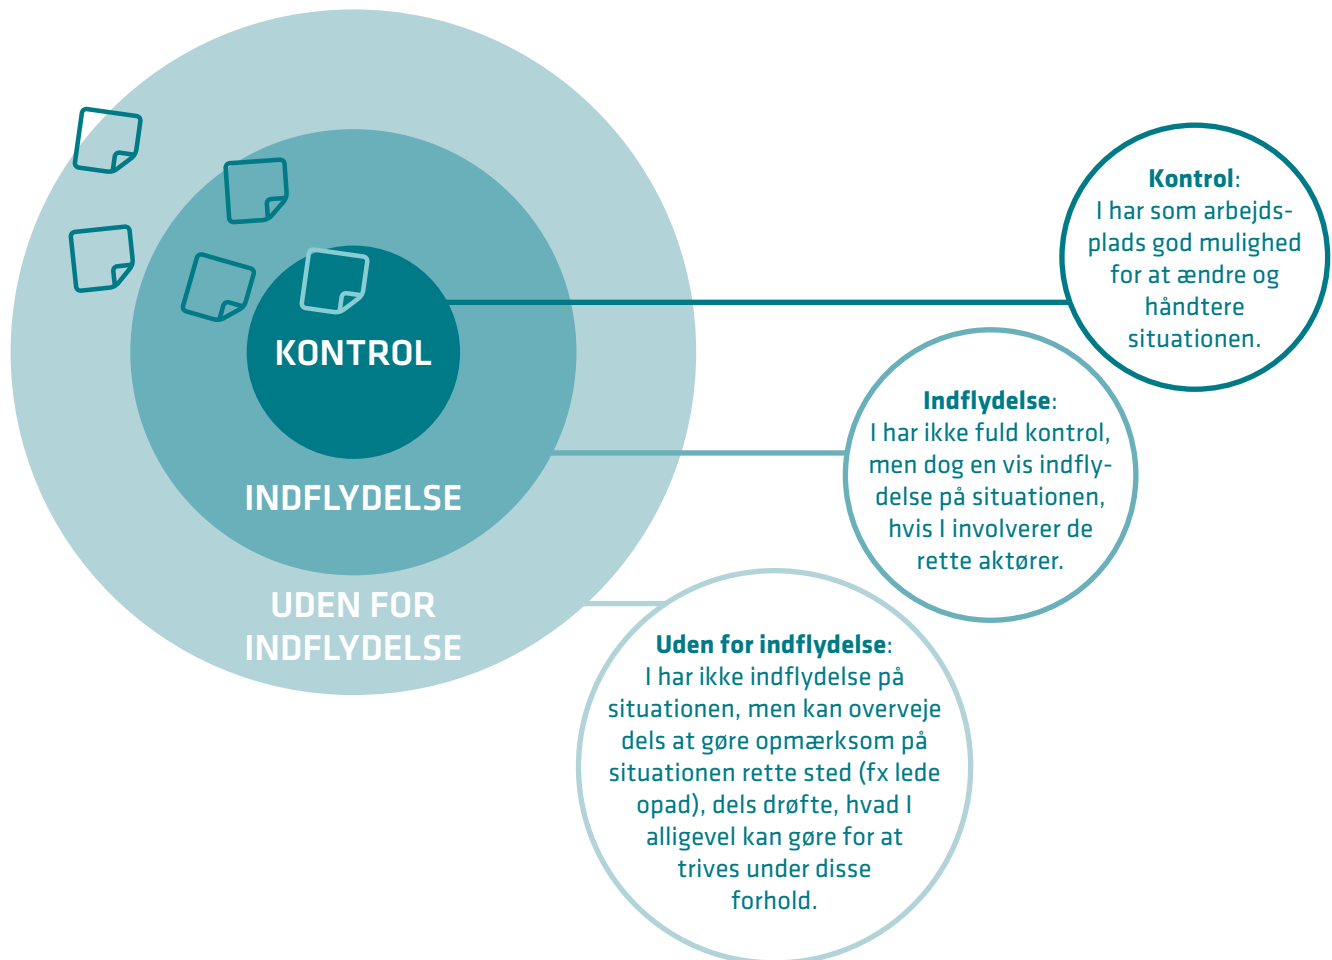 KONTROL
INDFLYDELSE
UDEN FOR
INDFLYDELSE
Kontrol:
I har som arbejds-
plads god mulighed
for at ændre og
håndtere
situationen.
Indflydelse:
I har ikke fuld kontrol,
men dog en vis indfly-
delse på situationen,
hvis I involverer de
rette aktører.
Uden for indflydelse:
I har ikke indflydelse på
situationen, men kan overveje
dels at gøre opmærksom på
situationen rette sted (fx lede
opad), dels drøfte, hvad I
alligevel kan gøre for at
trives under disse
forhold.